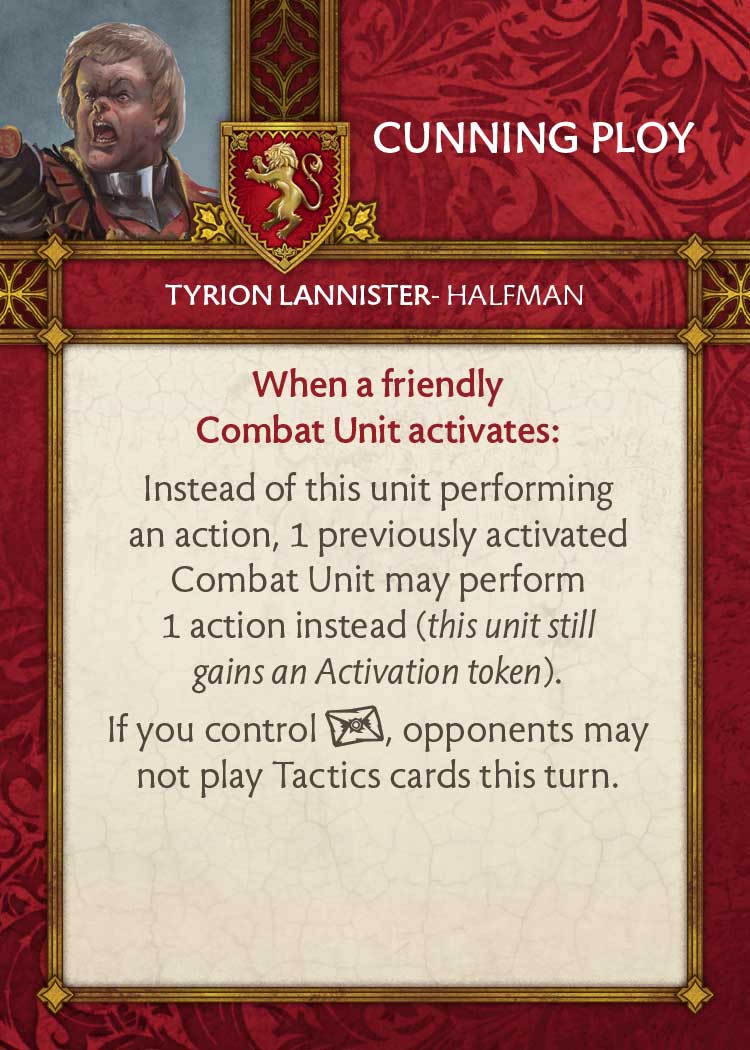 CUNNING PLOY
TYRION LANNISTER- HALFMAN
When a friendly
Combat Unit activates:
Instead of this unit performing
an action, 1 previously activated
Combat Unit may perform
1 action instead (this unit still
gains an Activation token).
If you control , opponents may
not play Tactics cards this turn.